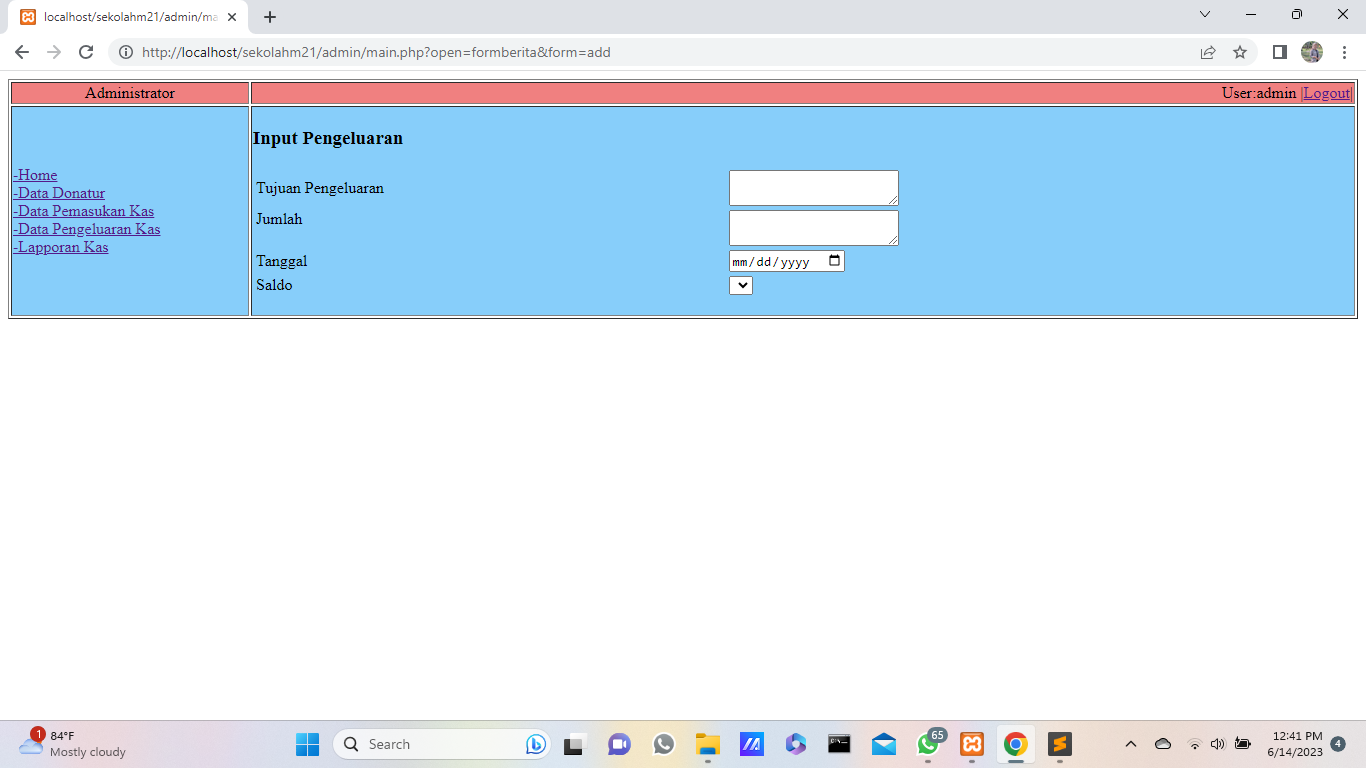 localhost/sekolahm21/admin/ma
http://localhost/sekolahm21/admin/main.php?open=formberita&form=add
Administrator
User:admin |Logout|
Input Pengeluaran
-Home
-Data Donatur
-Data Pemasukan Kas
-Data Pengeluaran Kas
-Lapporan Kas
Tujuan Pengeluaran
Jumlah
Tanggal
mm/dd/yyyy
Saldo
1
84°F
Mostly cloudy
Search
65
12:41 PM
6/14/2023
4